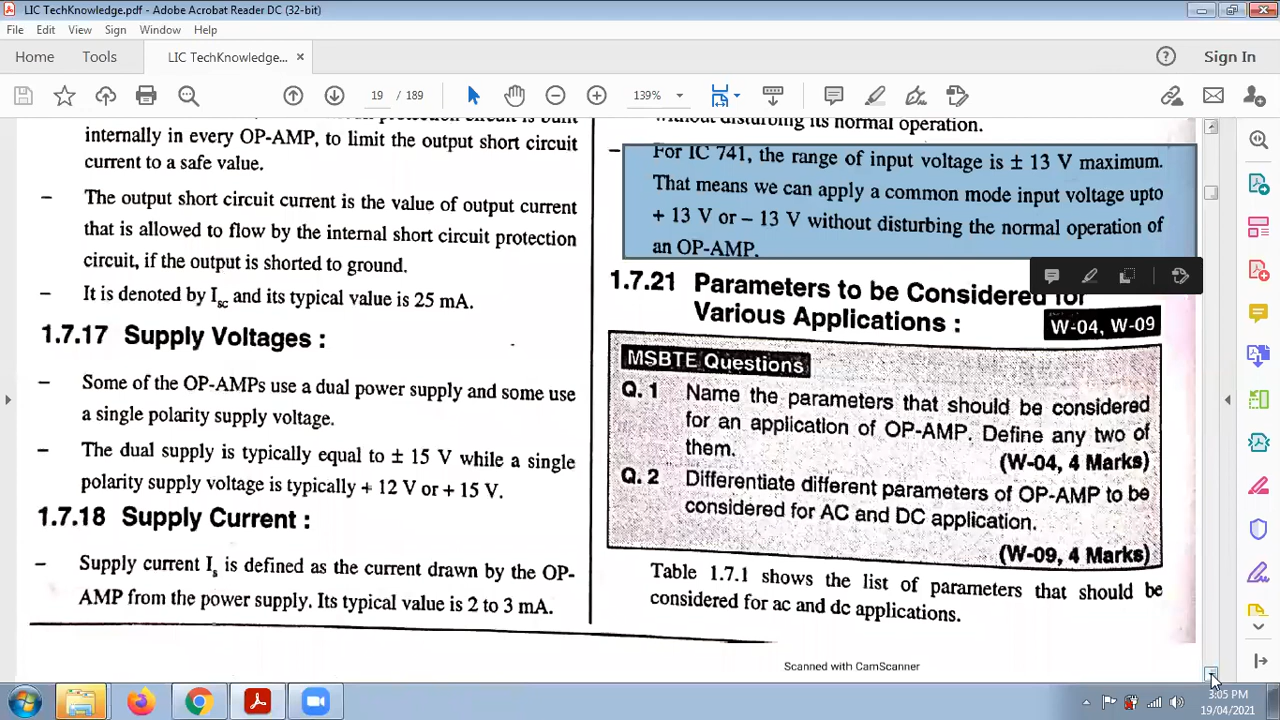 LIC TechKnowledge.pdf - Adobe Acrobat Reader DC (32-bit)
File Edit View Sign Window Help
Home Tools LIC TechKnowledge... × Sign In
19 / 189 139%
internally in every OP-AMP, to limit the output short circuit
current to a safe value.
– The output short circuit current is the value of output current
that is allowed to flow by the internal short circuit protection
circuit, if the output is shorted to ground.
– It is denoted by Isc and its typical value is 25 mA.
1.7.17 Supply Voltages :
– Some of the OP-AMPs use a dual power supply and some use
a single polarity supply voltage.
– The dual supply is typically equal to ± 15 V while a single
polarity supply voltage is typically + 12 V or + 15 V.
1.7.18 Supply Current :
– Supply current Is is defined as the current drawn by the OP-
AMP from the power supply. Its typical value is 2 to 3 mA.
without disturbing its normal operation.
– For IC 741, the range of input voltage is ± 13 V maximum.
That means we can apply a common mode input voltage upto
+ 13 V or – 13 V without disturbing the normal operation of
an OP-AMP.
1.7.21 Parameters to be Considered for
Various Applications :
W-04, W-09
MSBTE Questions
Q. 1 Name the parameters that should be considered
for an application of OP-AMP. Define any two of
them.
(W-04, 4 Marks)
Q. 2 Differentiate different parameters of OP-AMP to be
considered for AC and DC application.
(W-09, 4 Marks)
Table 1.7.1 shows the list of parameters that should be
considered for ac and dc applications.
Scanned with CamScanner
3:05 PM
19/04/2021